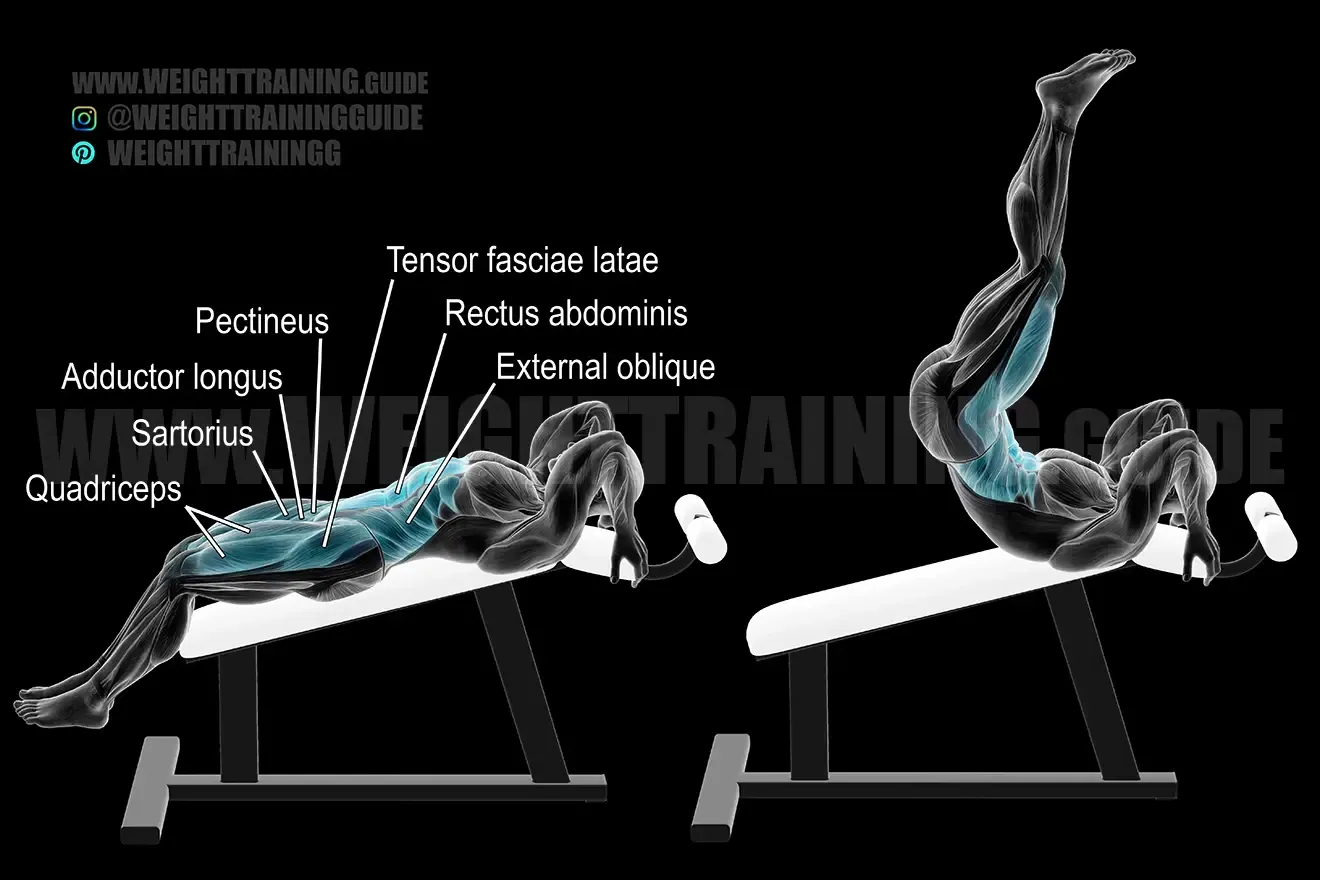 WWW.WEIGHTTRAINING.GUIDE
@WEIGHTTRAININGGUIDE
WEIGHTTRAININGG
Tensor fasciae latae
Rectus abdominis
Pectineus
External oblique
Adductor longus
Sartorius
Quadriceps
WWW.WEIGHTTRAINING.GUIDE